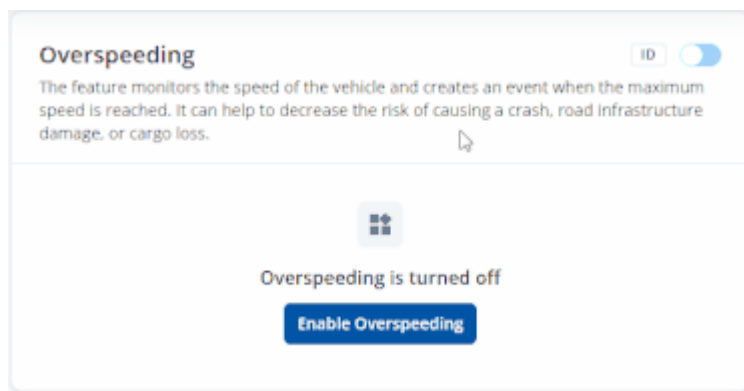 Overspeeding
ID
The feature monitors the speed of the vehicle and creates an event when the maximum
speed is reached. It can help to decrease the risk of causing a crash, road infrastructure
damage, or cargo loss.
Overspeeding is turned off
Enable Overspeeding